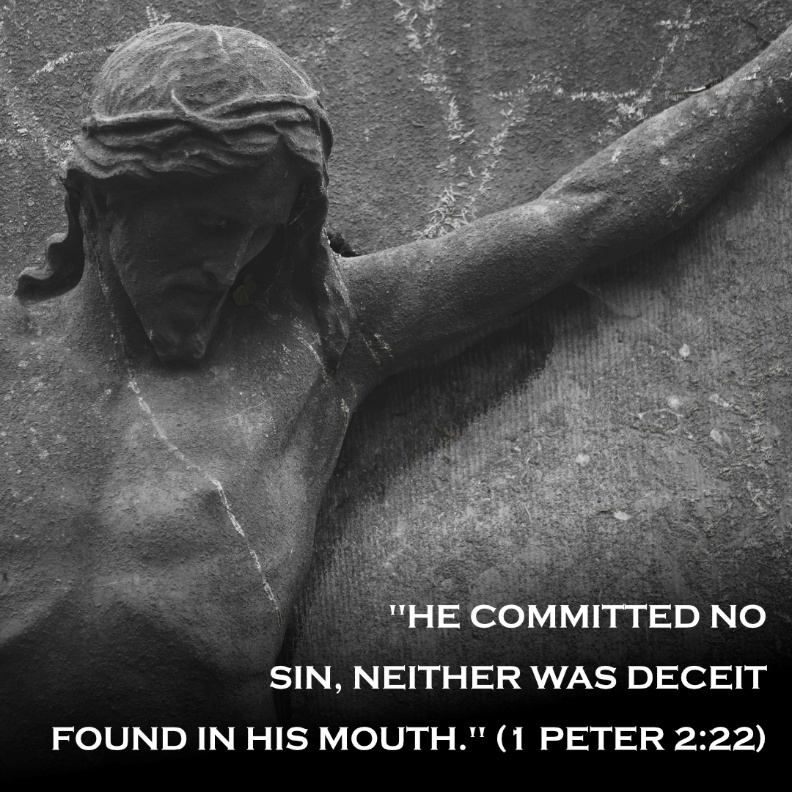 "HE COMMITTED NO
SIN, NEITHER WAS DECEIT
FOUND IN HIS MOUTH." (1 PETER 2:22)